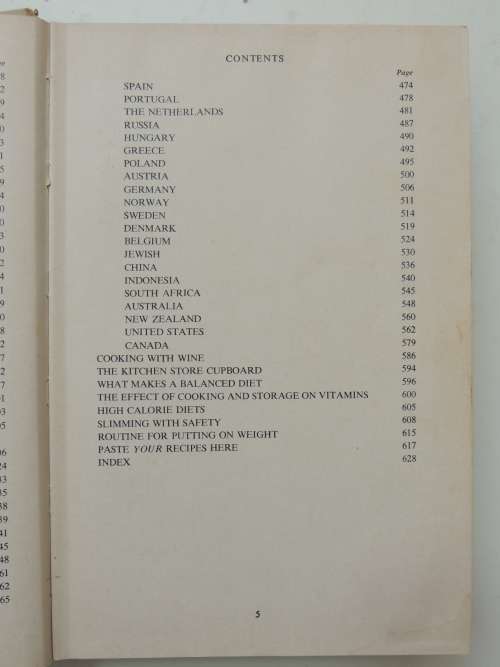 CONTENTS
Page
SPAIN 474
PORTUGAL 478
THE NETHERLANDS 481
RUSSIA 487
HUNGARY 490
GREECE 492
POLAND 495
AUSTRIA 500
GERMANY 506
NORWAY 511
SWEDEN 514
DENMARK 519
BELGIUM 524
JEWISH 530
CHINA 536
INDONESIA 540
SOUTH AFRICA 545
AUSTRALIA 548
NEW ZEALAND 560
UNITED STATES 562
CANADA 579
COOKING WITH WINE 586
THE KITCHEN STORE CUPBOARD 594
WHAT MAKES A BALANCED DIET 596
THE EFFECT OF COOKING AND STORAGE ON VITAMINS 600
HIGH CALORIE DIETS 605
SLIMMING WITH SAFETY 608
ROUTINE FOR PUTTING ON WEIGHT 615
PASTE YOUR RECIPES HERE 617
INDEX 628
5